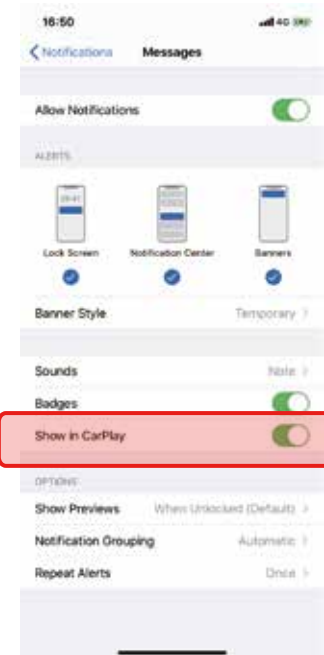 16:50
4G
Notifications Messages
Allow Notifications
ALERTS
Lock Screen Notification Center Banners
Banner Style Temporary
Sounds Note
Badges
Show in CarPlay
OPTIONS
Show Previews When Unlocked (Default)
Notification Grouping Automatic
Repeat Alerts Once